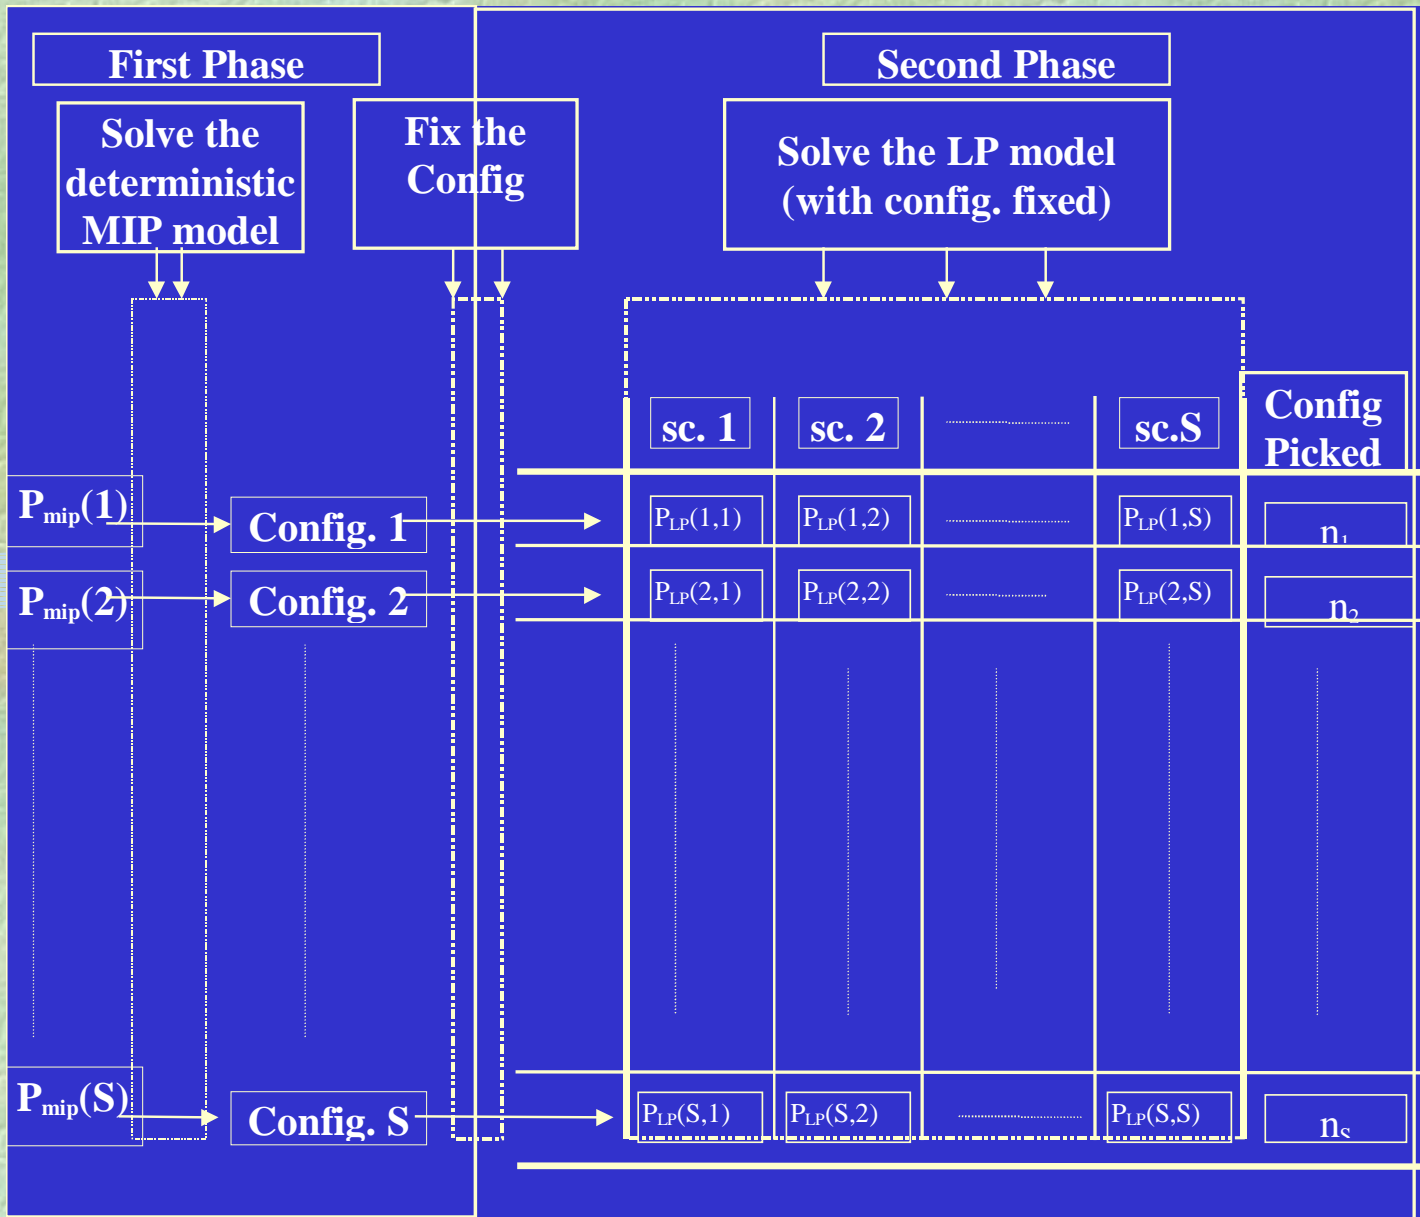 First Phase
Second Phase
Solve the
deterministic
MIP model
Fix the
Config
Solve the LP model
(with config. fixed)
sc. 1
sc. 2
sc.S
Config
Picked
Pmip(1)
Config. 1
PLP(1,1)
PLP(1,2)
PLP(1,S)
n1
Pmip(2)
Config. 2
PLP(2,1)
PLP(2,2)
PLP(2,S)
n2
Pmip(S)
Config. S
PLP(S,1)
PLP(S,2)
PLP(S,S)
nS